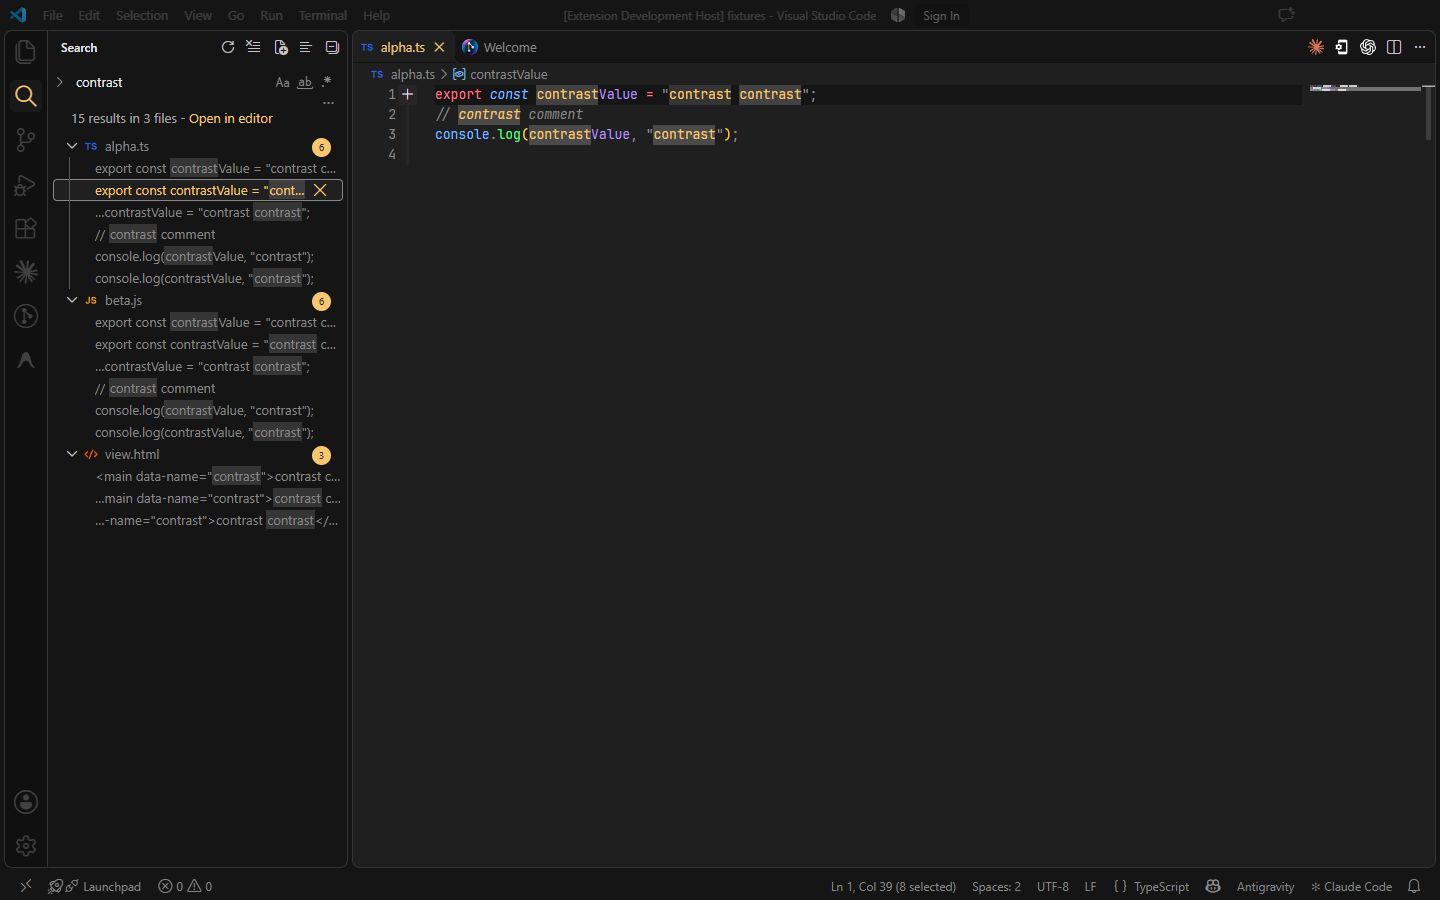 File Edit Selection View Go Run Terminal Help [Extension Development Host] fixtures - Visual Studio Code Sign In
Search
contrast Aa ab .*
15 results in 3 files - Open in editor
TS alpha.ts 6
export const contrastValue = "contrast c...
export const contrastValue = "cont...
...contrastValue = "contrast contrast";
// contrast comment
console.log(contrastValue, "contrast");
console.log(contrastValue, "contrast");
JS beta.js 6
export const contrastValue = "contrast c...
export const contrastValue = "contrast c...
...contrastValue = "contrast contrast";
// contrast comment
console.log(contrastValue, "contrast");
console.log(contrastValue, "contrast");
view.html 3
<main data-name="contrast">contrast c...
...main data-name="contrast">contrast c...
...-name="contrast">contrast contrast</...
TS alpha.ts Welcome
TS alpha.ts contrastValue
1 export const contrastValue = "contrast contrast";
2 // contrast comment
3 console.log(contrastValue, "contrast");
4
Launchpad 0 0 Ln 1, Col 39 (8 selected) Spaces: 2 UTF-8 LF { } TypeScript Antigravity Claude Code